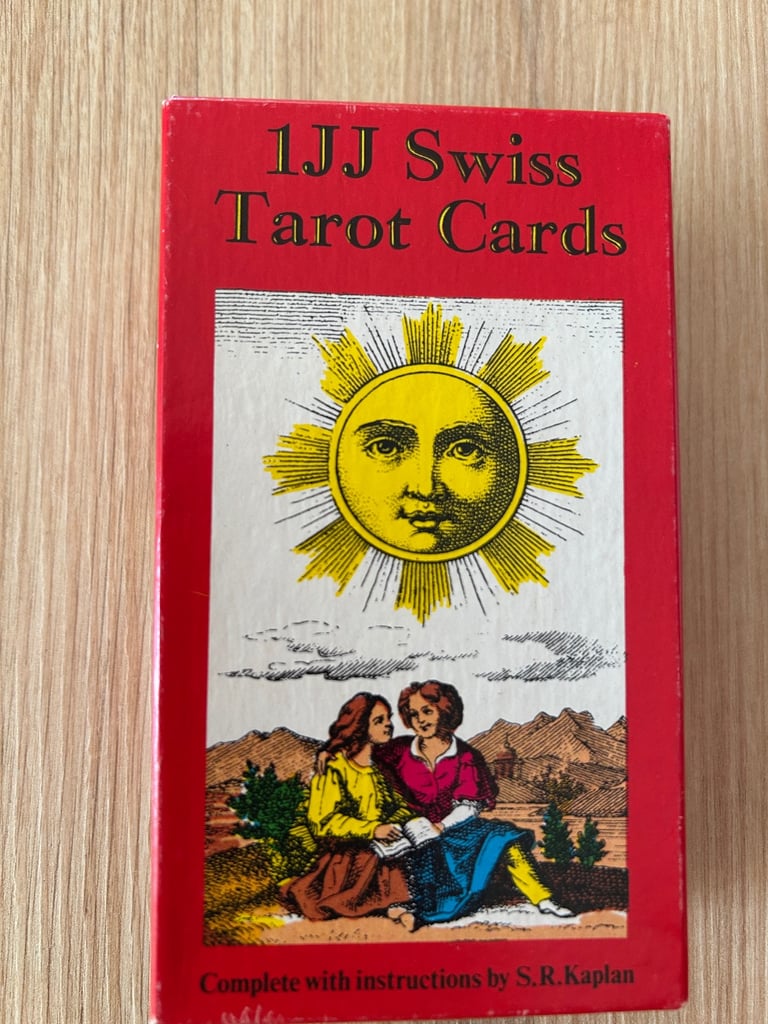 1JJ Swiss
Tarot Cards
Complete with instructions by S.R.Kaplan